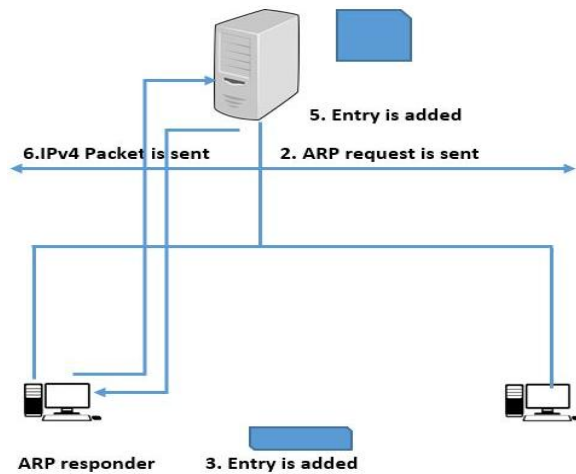 5. Entry is added
6.IPv4 Packet is sent
2. ARP request is sent
ARP responder
3. Entry is added